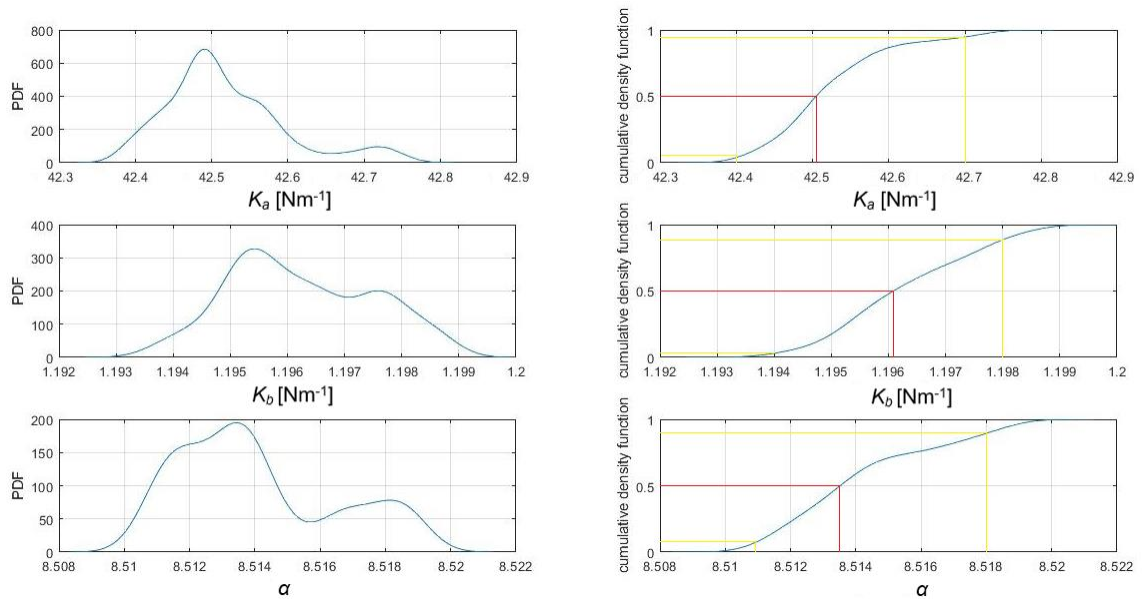 800
600
400
200
0
PDF
42.3 42.4 42.5 42.6 42.7 42.8 42.9
Kₐ [Nm⁻¹]
cumulative density function
1
0.5
0
42.3 42.4 42.5 42.6 42.7 42.8 42.9
Kₐ [Nm⁻¹]
400
300
200
100
0
PDF
1.192 1.193 1.194 1.195 1.196 1.197 1.198 1.199 1.2
K_b [Nm⁻¹]
cumulative density function
1
0.5
0
1.192 1.193 1.194 1.195 1.196 1.197 1.198 1.199 1.2
K_b [Nm⁻¹]
200
150
100
50
0
PDF
8.508 8.51 8.512 8.514 8.516 8.518 8.52 8.522
α
cumulative density function
1
0.5
0
8.508 8.51 8.512 8.514 8.516 8.518 8.52 8.522
α